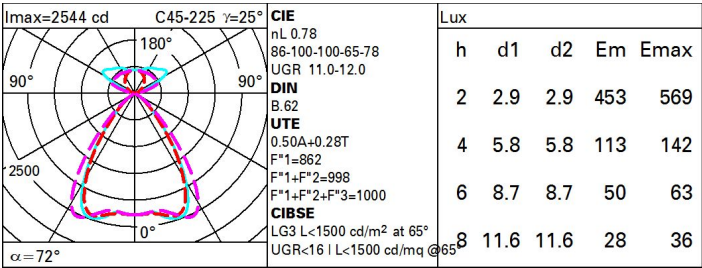 Imax=2544 cd C45-225 γ=25°
180°
90° 90°
2500
0°
α=72°
CIE
nL 0.78
86-100-100-65-78
UGR 11.0-12.0
DIN
B.62
UTE
0.50A+0.28T
F"1=862
F"1+F"2=998
F"1+F"2+F"3=1000
CIBSE
LG3 L<1500 cd/m² at 65°
UGR<16 | L<1500 cd/mq @65°
Lux
h d1 d2 Em Emax
2 2.9 2.9 453 569
4 5.8 5.8 113 142
6 8.7 8.7 50 63
8 11.6 11.6 28 36